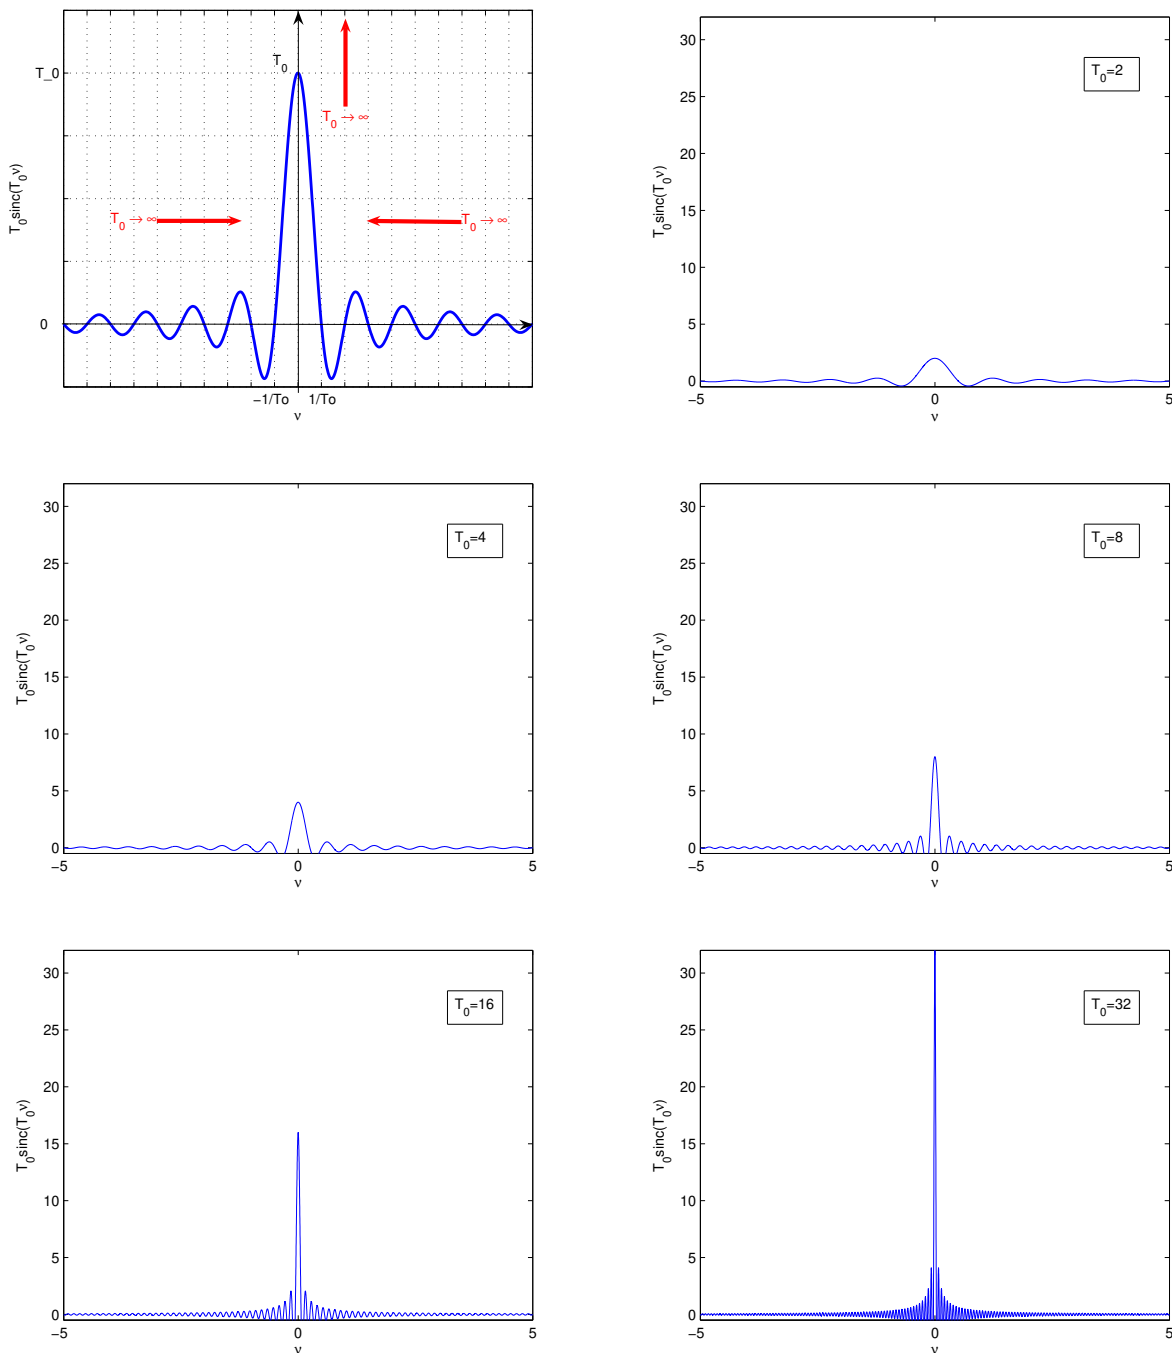 T_0
T₀
T₀ → ∞
T₀ → ∞
T₀ → ∞
0
T₀sinc(T₀ν)
−1/To 1/To
ν
T₀=2
30
25
20
15
10
5
0
T₀sinc(T₀ν)
−5 0 5
ν
T₀=4
30
25
20
15
10
5
0
T₀sinc(T₀ν)
−5 0 5
ν
T₀=8
30
25
20
15
10
5
0
T₀sinc(T₀ν)
−5 0 5
ν
T₀=16
30
25
20
15
10
5
0
T₀sinc(T₀ν)
−5 0 5
ν
T₀=32
30
25
20
15
10
5
0
T₀sinc(T₀ν)
−5 0 5
ν